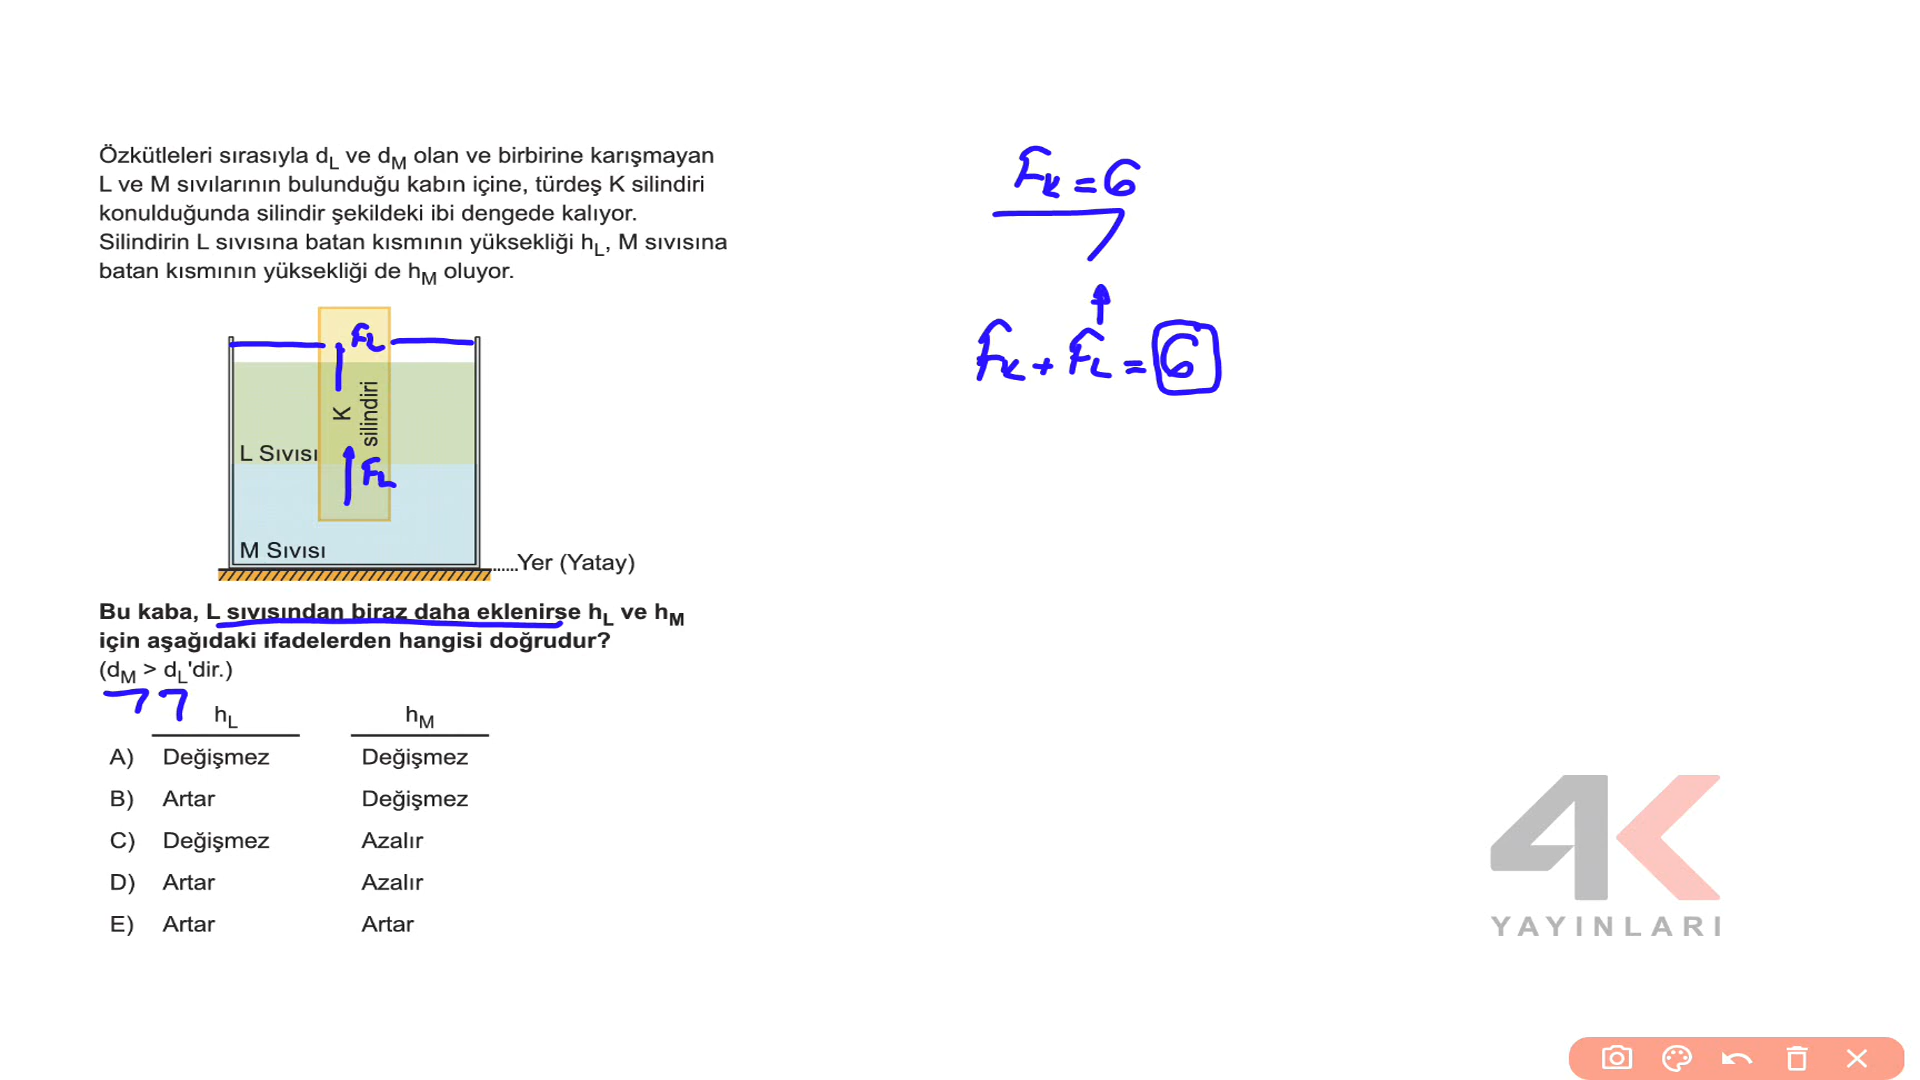 Özkütleleri sırasıyla dL ve dM olan ve birbirine karışmayan
L ve M sıvılarının bulunduğu kabın içine, türdeş K silindiri
konulduğunda silindir şekildeki ibi dengede kalıyor.
Silindirin L sıvısına batan kısmının yüksekliği hL, M sıvısına
batan kısmının yüksekliği de hM oluyor.
FL
K
silindiri
L Sıvısı
FL
M Sıvısı
......Yer (Yatay)
Bu kaba, L sıvısından biraz daha eklenirse hL ve hM
için aşağıdaki ifadelerden hangisi doğrudur?
(dM > dL'dir.)
hL hM
A) Değişmez Değişmez
B) Artar Değişmez
C) Değişmez Azalır
D) Artar Azalır
E) Artar Artar
FK = G
FK + FL = G
4K
YAYINLARI